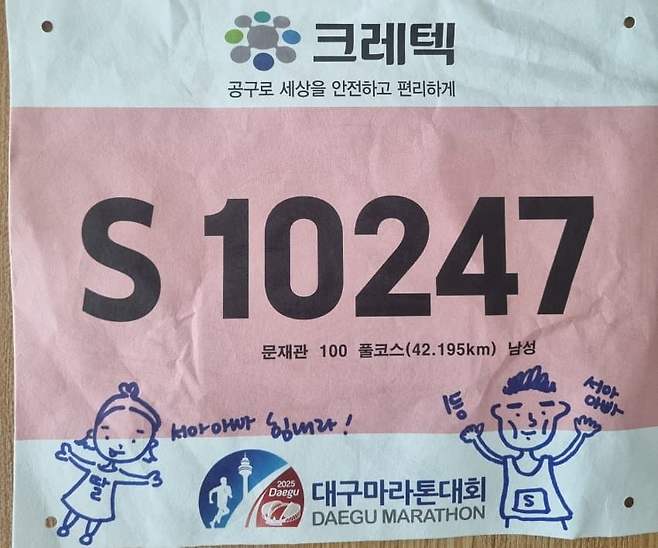 크레텍
공구로 세상을 안전하고 편리하게
S 10247
문재관 100 풀코스(42.195km) 남성
서아아빠 힘내라!
1등
서아
아빠
딸
S
2025
Daegu
대구마라톤대회
DAEGU MARATHON